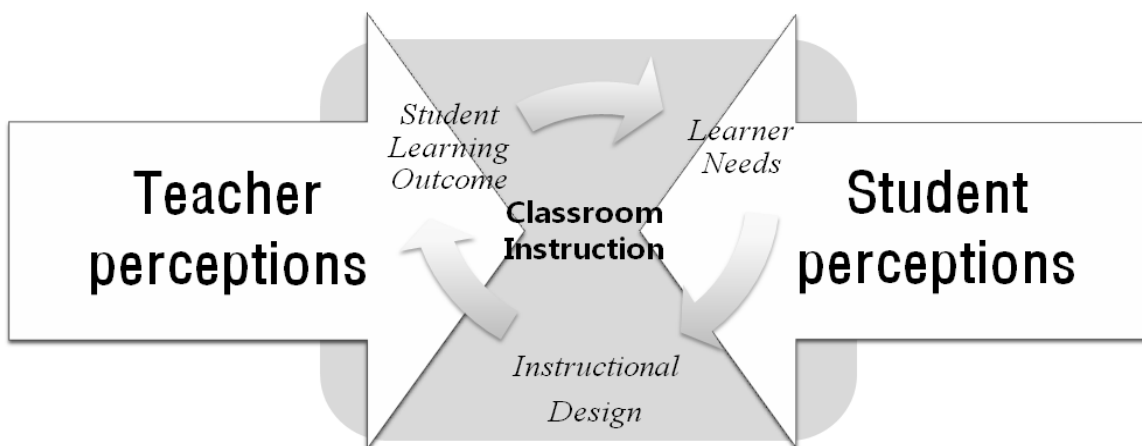 Teacher
perceptions
Student
Learning
Outcome
Classroom
Instruction
Learner
Needs
Instructional
Design
Student
perceptions